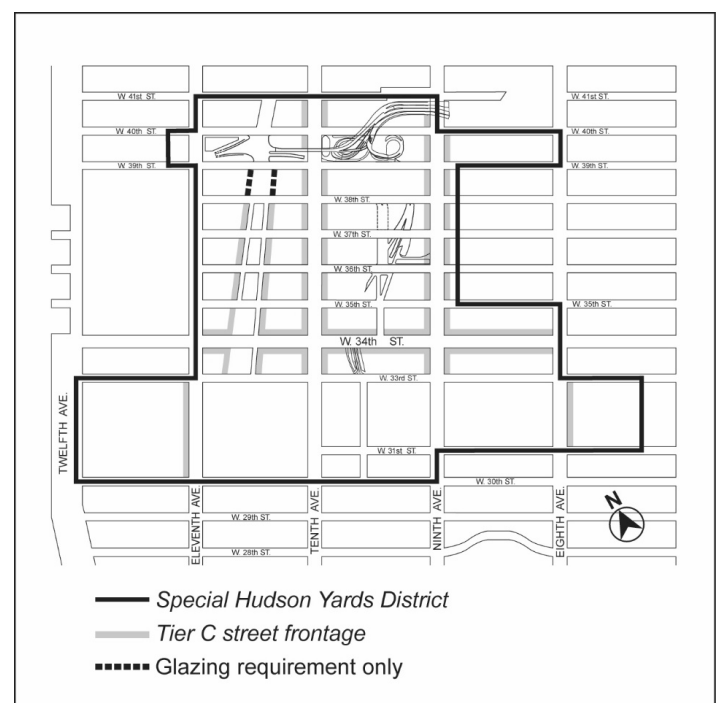 W. 41st ST. W. 41st ST.
W. 40th ST. W. 40th ST.
W. 39th ST. W. 39th ST.
W. 38th ST.
W. 37th ST.
W. 36th ST.
W. 35th ST. W. 35th ST.
W. 34th ST.
W. 33rd ST.
TWELFTH AVE.
W. 31st ST.
W. 30th ST.
ELEVENTH AVE.
TENTH AVE.
NINTH AVE.
EIGHTH AVE.
N
W. 29th ST.
W. 28th ST.
Special Hudson Yards District
Tier C street frontage
Glazing requirement only